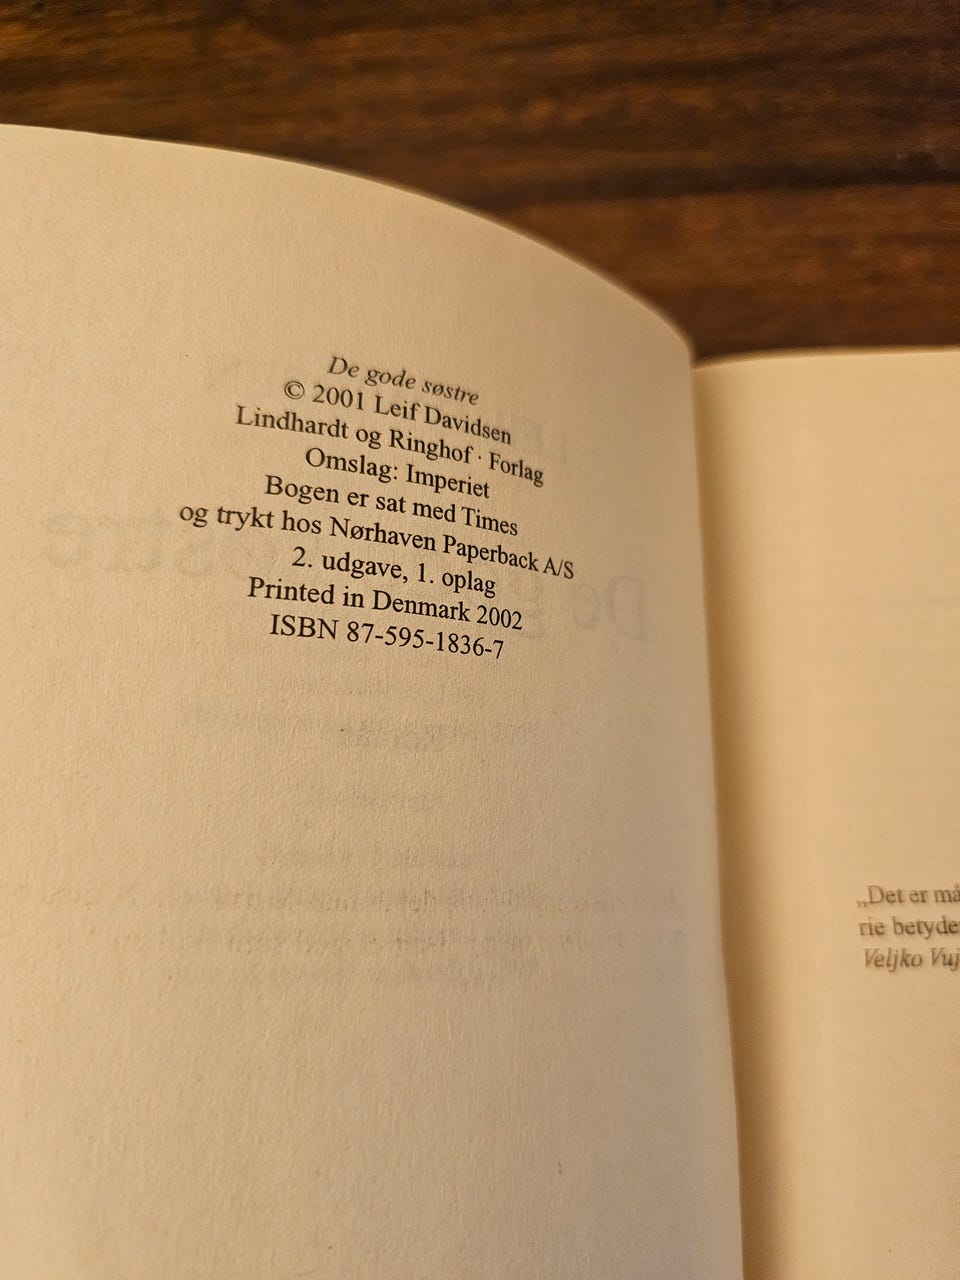 De gode søstre
© 2001 Leif Davidsen
Lindhardt og Ringhof · Forlag
Omslag: Imperiet
Bogen er sat med Times
og trykt hos Nørhaven Paperback A/S
2. udgave, 1. oplag
Printed in Denmark 2002
ISBN 87-595-1836-7
„Det er må
rie betyde
Veljko Vuj